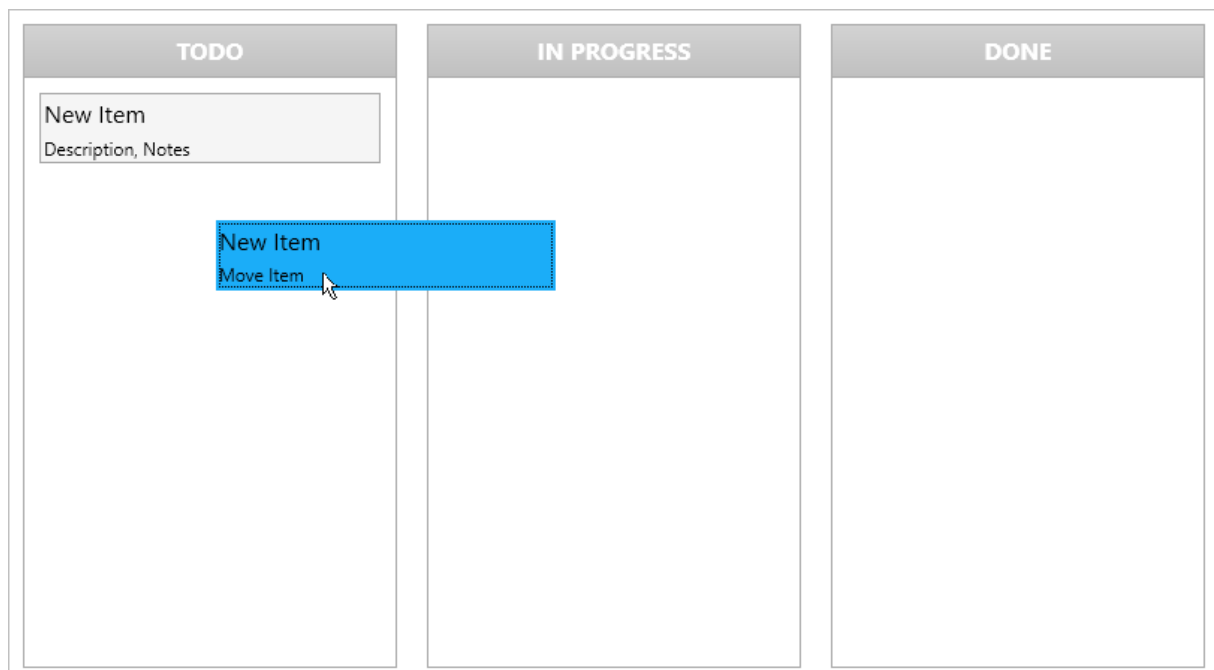 TODO
IN PROGRESS
DONE
New Item
Description, Notes
New Item
Move Item